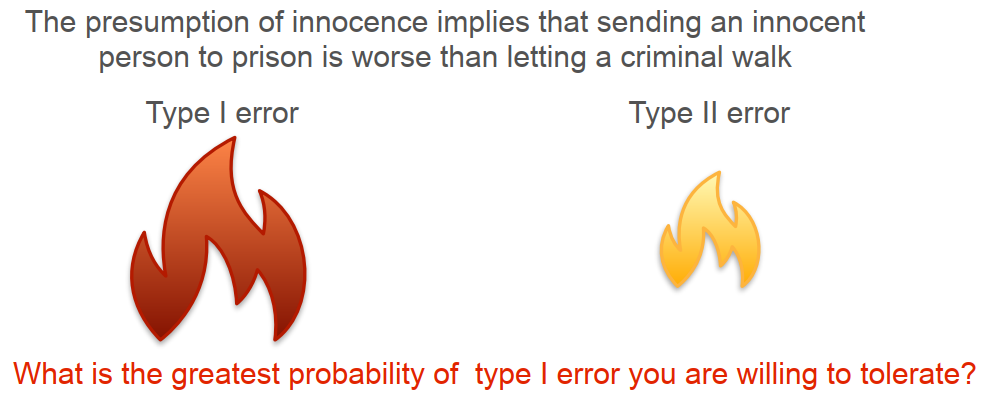 The presumption of innocence implies that sending an innocent
person to prison is worse than letting a criminal walk
Type I error
Type II error
What is the greatest probability of  type I error you are willing to tolerate?